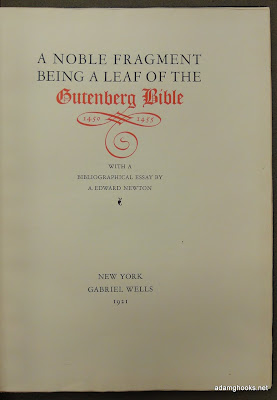 A NOBLE FRAGMENT
BEING A LEAF OF THE
Gutenberg Bible
1450 1455
WITH A
BIBLIOGRAPHICAL ESSAY BY
A. EDWARD NEWTON
NEW YORK
GABRIEL WELLS
1921
adamghooks.net